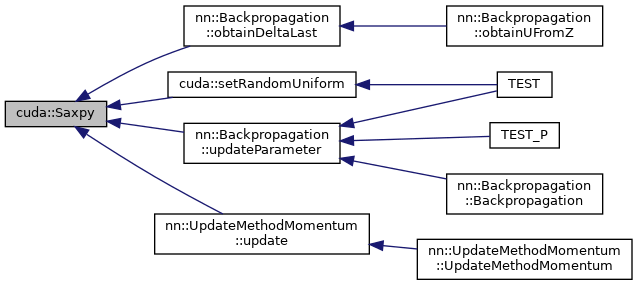 nn::Backpropagation
::obtainDeltaLast
nn::Backpropagation
::obtainUFromZ
cuda::setRandomUniform
TEST
cuda::Saxpy
nn::Backpropagation
::updateParameter
TEST_P
nn::Backpropagation
::Backpropagation
nn::UpdateMethodMomentum
::update
nn::UpdateMethodMomentum
::UpdateMethodMomentum